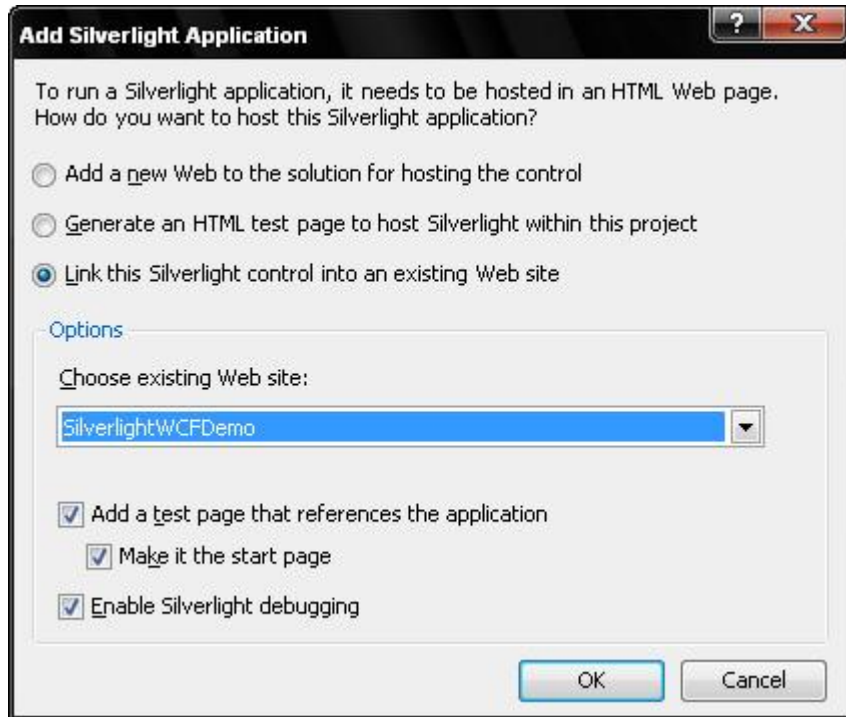 Add Silverlight Application
?
X
To run a Silverlight application, it needs to be hosted in an HTML Web page.
How do you want to host this Silverlight application?
Add a new Web to the solution for hosting the control
Generate an HTML test page to host Silverlight within this project
Link this Silverlight control into an existing Web site
Options
Choose existing Web site:
SilverlightWCFDemo
Add a test page that references the application
Make it the start page
Enable Silverlight debugging
OK
Cancel